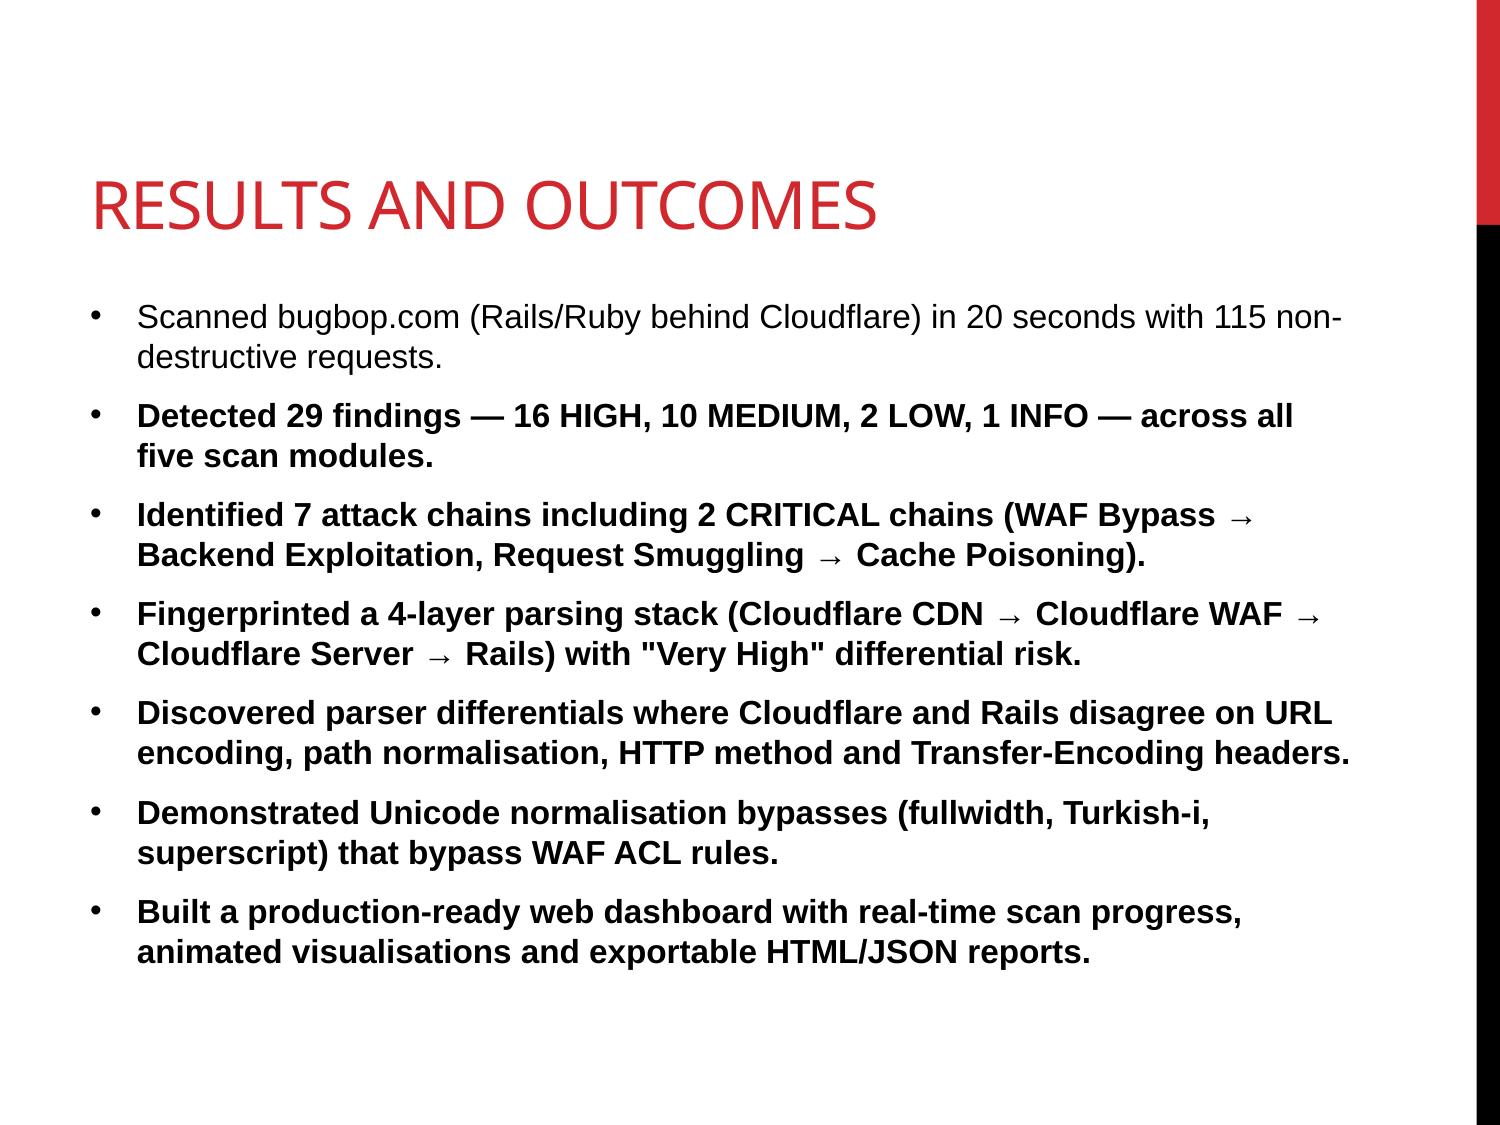 RESULTS AND OUTCOMES
• Scanned bugbop.com (Rails/Ruby behind Cloudflare) in 20 seconds with 115 non-
destructive requests.
• Detected 29 findings — 16 HIGH, 10 MEDIUM, 2 LOW, 1 INFO — across all
five scan modules.
• Identified 7 attack chains including 2 CRITICAL chains (WAF Bypass →
Backend Exploitation, Request Smuggling → Cache Poisoning).
• Fingerprinted a 4-layer parsing stack (Cloudflare CDN → Cloudflare WAF →
Cloudflare Server → Rails) with "Very High" differential risk.
• Discovered parser differentials where Cloudflare and Rails disagree on URL
encoding, path normalisation, HTTP method and Transfer-Encoding headers.
• Demonstrated Unicode normalisation bypasses (fullwidth, Turkish-i,
superscript) that bypass WAF ACL rules.
• Built a production-ready web dashboard with real-time scan progress,
animated visualisations and exportable HTML/JSON reports.